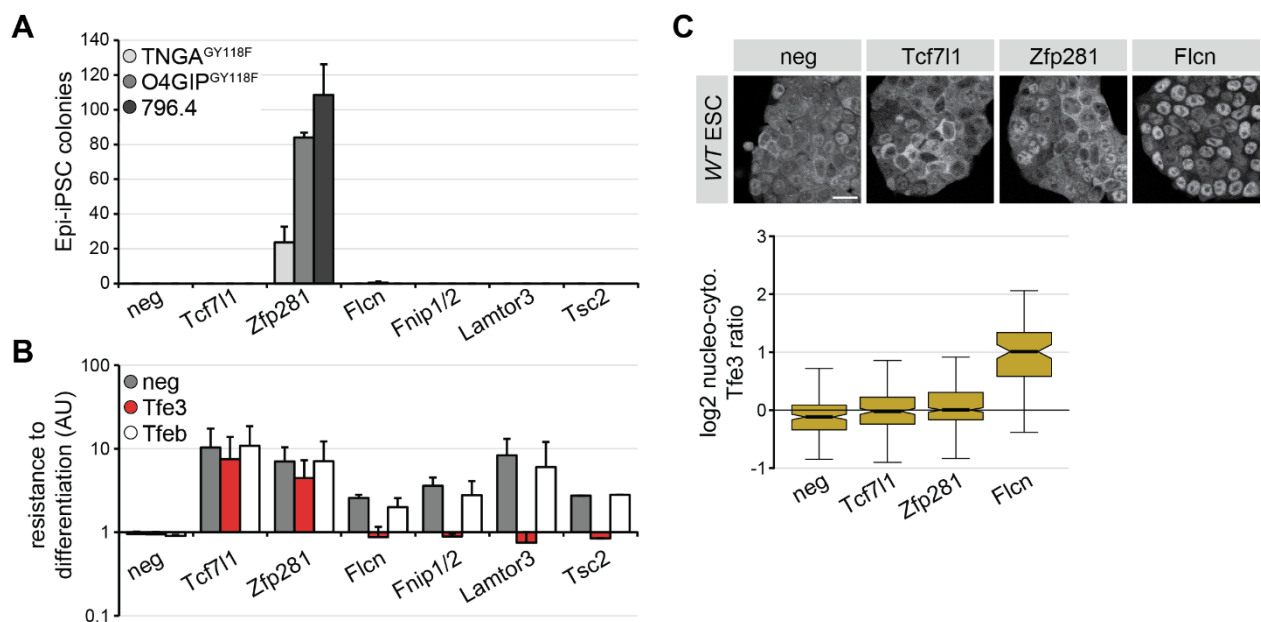 A
140
120
100
80
60
40
20
0
Epi-iPSC colonies
TNGA^GY118F
O4GIP^GY118F
796.4
neg
Tcf7l1
Zfp281
Flcn
Fnip1/2
Lamtor3
Tsc2
B
100
10
1
0.1
resistance to
differentiation (AU)
neg
Tfe3
Tfeb
neg
Tcf7l1
Zfp281
Flcn
Fnip1/2
Lamtor3
Tsc2
C
neg
Tcf7l1
Zfp281
Flcn
WT ESC
3
2
1
0
-1
log2 nucleo-cyto.
Tfe3 ratio
neg
Tcf7l1
Zfp281
Flcn